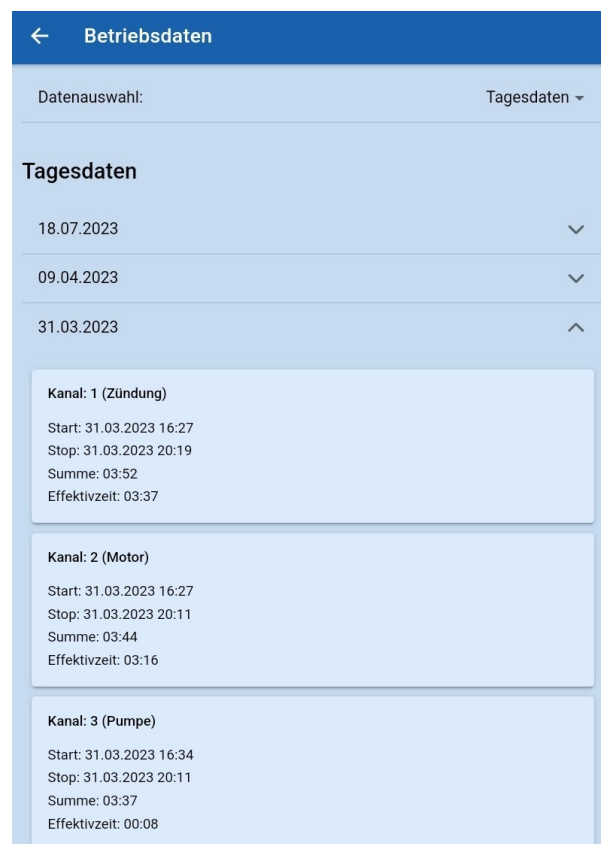 Betriebsdaten
Datenauswahl: Tagesdaten
Tagesdaten
18.07.2023
09.04.2023
31.03.2023
Kanal: 1 (Zündung)
Start: 31.03.2023 16:27
Stop: 31.03.2023 20:19
Summe: 03:52
Effektivzeit: 03:37
Kanal: 2 (Motor)
Start: 31.03.2023 16:27
Stop: 31.03.2023 20:11
Summe: 03:44
Effektivzeit: 03:16
Kanal: 3 (Pumpe)
Start: 31.03.2023 16:34
Stop: 31.03.2023 20:11
Summe: 03:37
Effektivzeit: 00:08